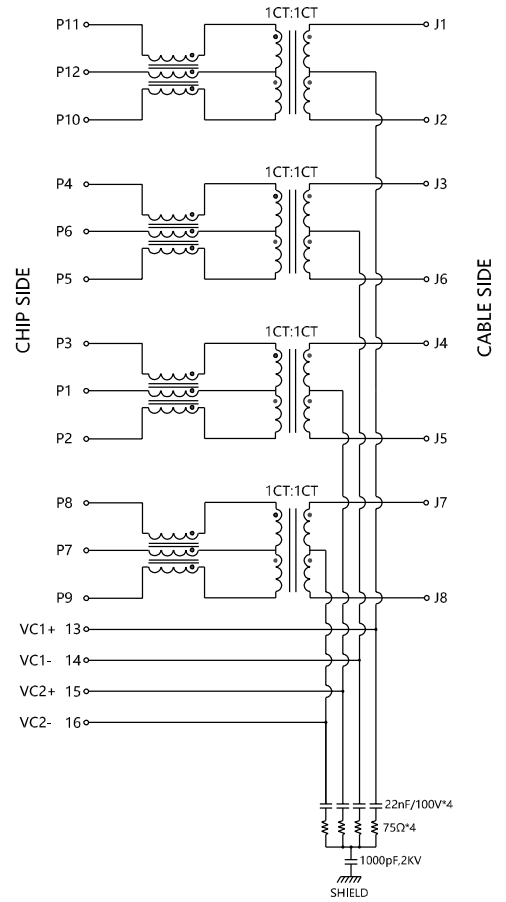 1CT:1CT
P11 J1
P12
P10 J2
1CT:1CT
P4 J3
P6
P5 J6
CHIP SIDE
CABLE SIDE
1CT:1CT
P3 J4
P1
P2 J5
1CT:1CT
P8 J7
P7
P9 J8
VC1+ 13
VC1- 14
VC2+ 15
VC2- 16
22nF/100V*4
75Ω*4
1000pF,2KV
SHIELD